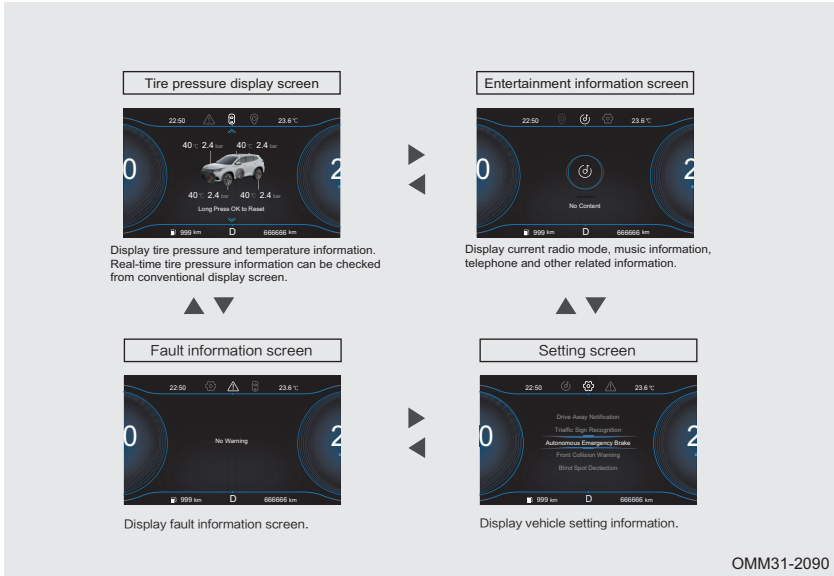 Tire pressure display screen
Entertainment information screen
22:50 23.6℃
40℃ 2.4 bar 40℃ 2.4 bar
0 2
40℃ 2.4 bar 40℃ 2.4 bar
Long Press OK to Reset
999 km D 666666 km
22:50 23.6℃
0 2
No Content
999 km D 666666 km
Display tire pressure and temperature information.
Real-time tire pressure information can be checked
from conventional display screen.
Display current radio mode, music information,
telephone and other related information.
Fault information screen
Setting screen
22:50 23.6℃
0 No Warning 2
999 km D 666666 km
22:50 23.6℃
Drive Away Notification
Triaffic Sign Recognition
0 Autonomous Emergency Brake 2
Front Collision Warning
Blind Spot Dectection
999 km D 666666 km
Display fault information screen.
Display vehicle setting information.
OMM31-2090